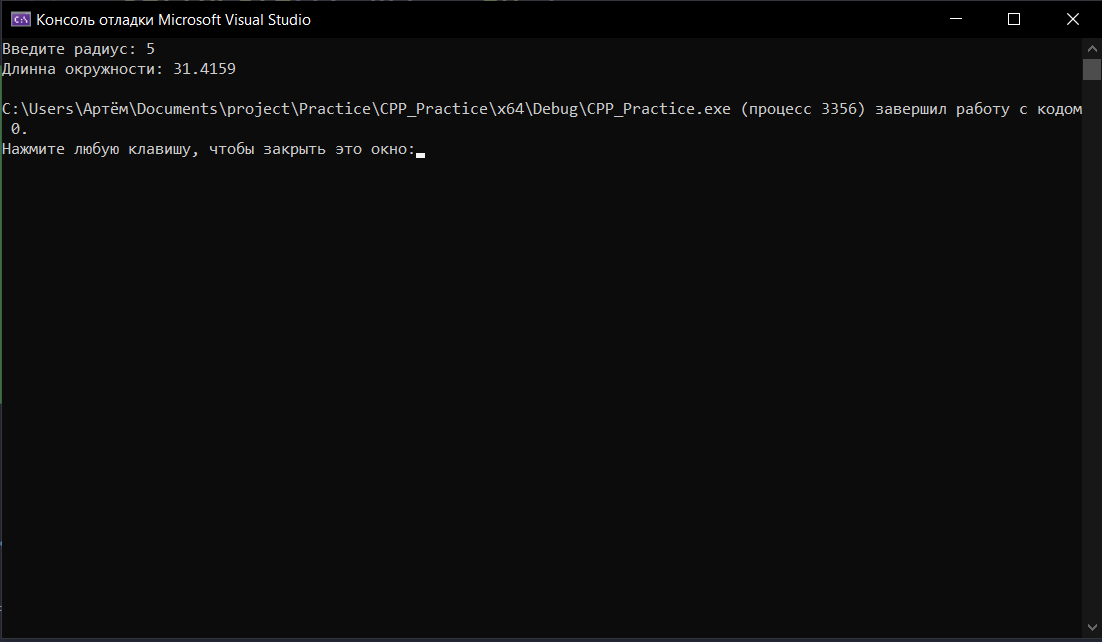 Консоль отладки Microsoft Visual Studio
Введите радиус: 5
Длинна окружности: 31.4159
C:\Users\Артём\Documents\project\Practice\CPP_Practice\x64\Debug\CPP_Practice.exe (процесс 3356) завершил работу с кодом
0.
Нажмите любую клавишу, чтобы закрыть это окно: